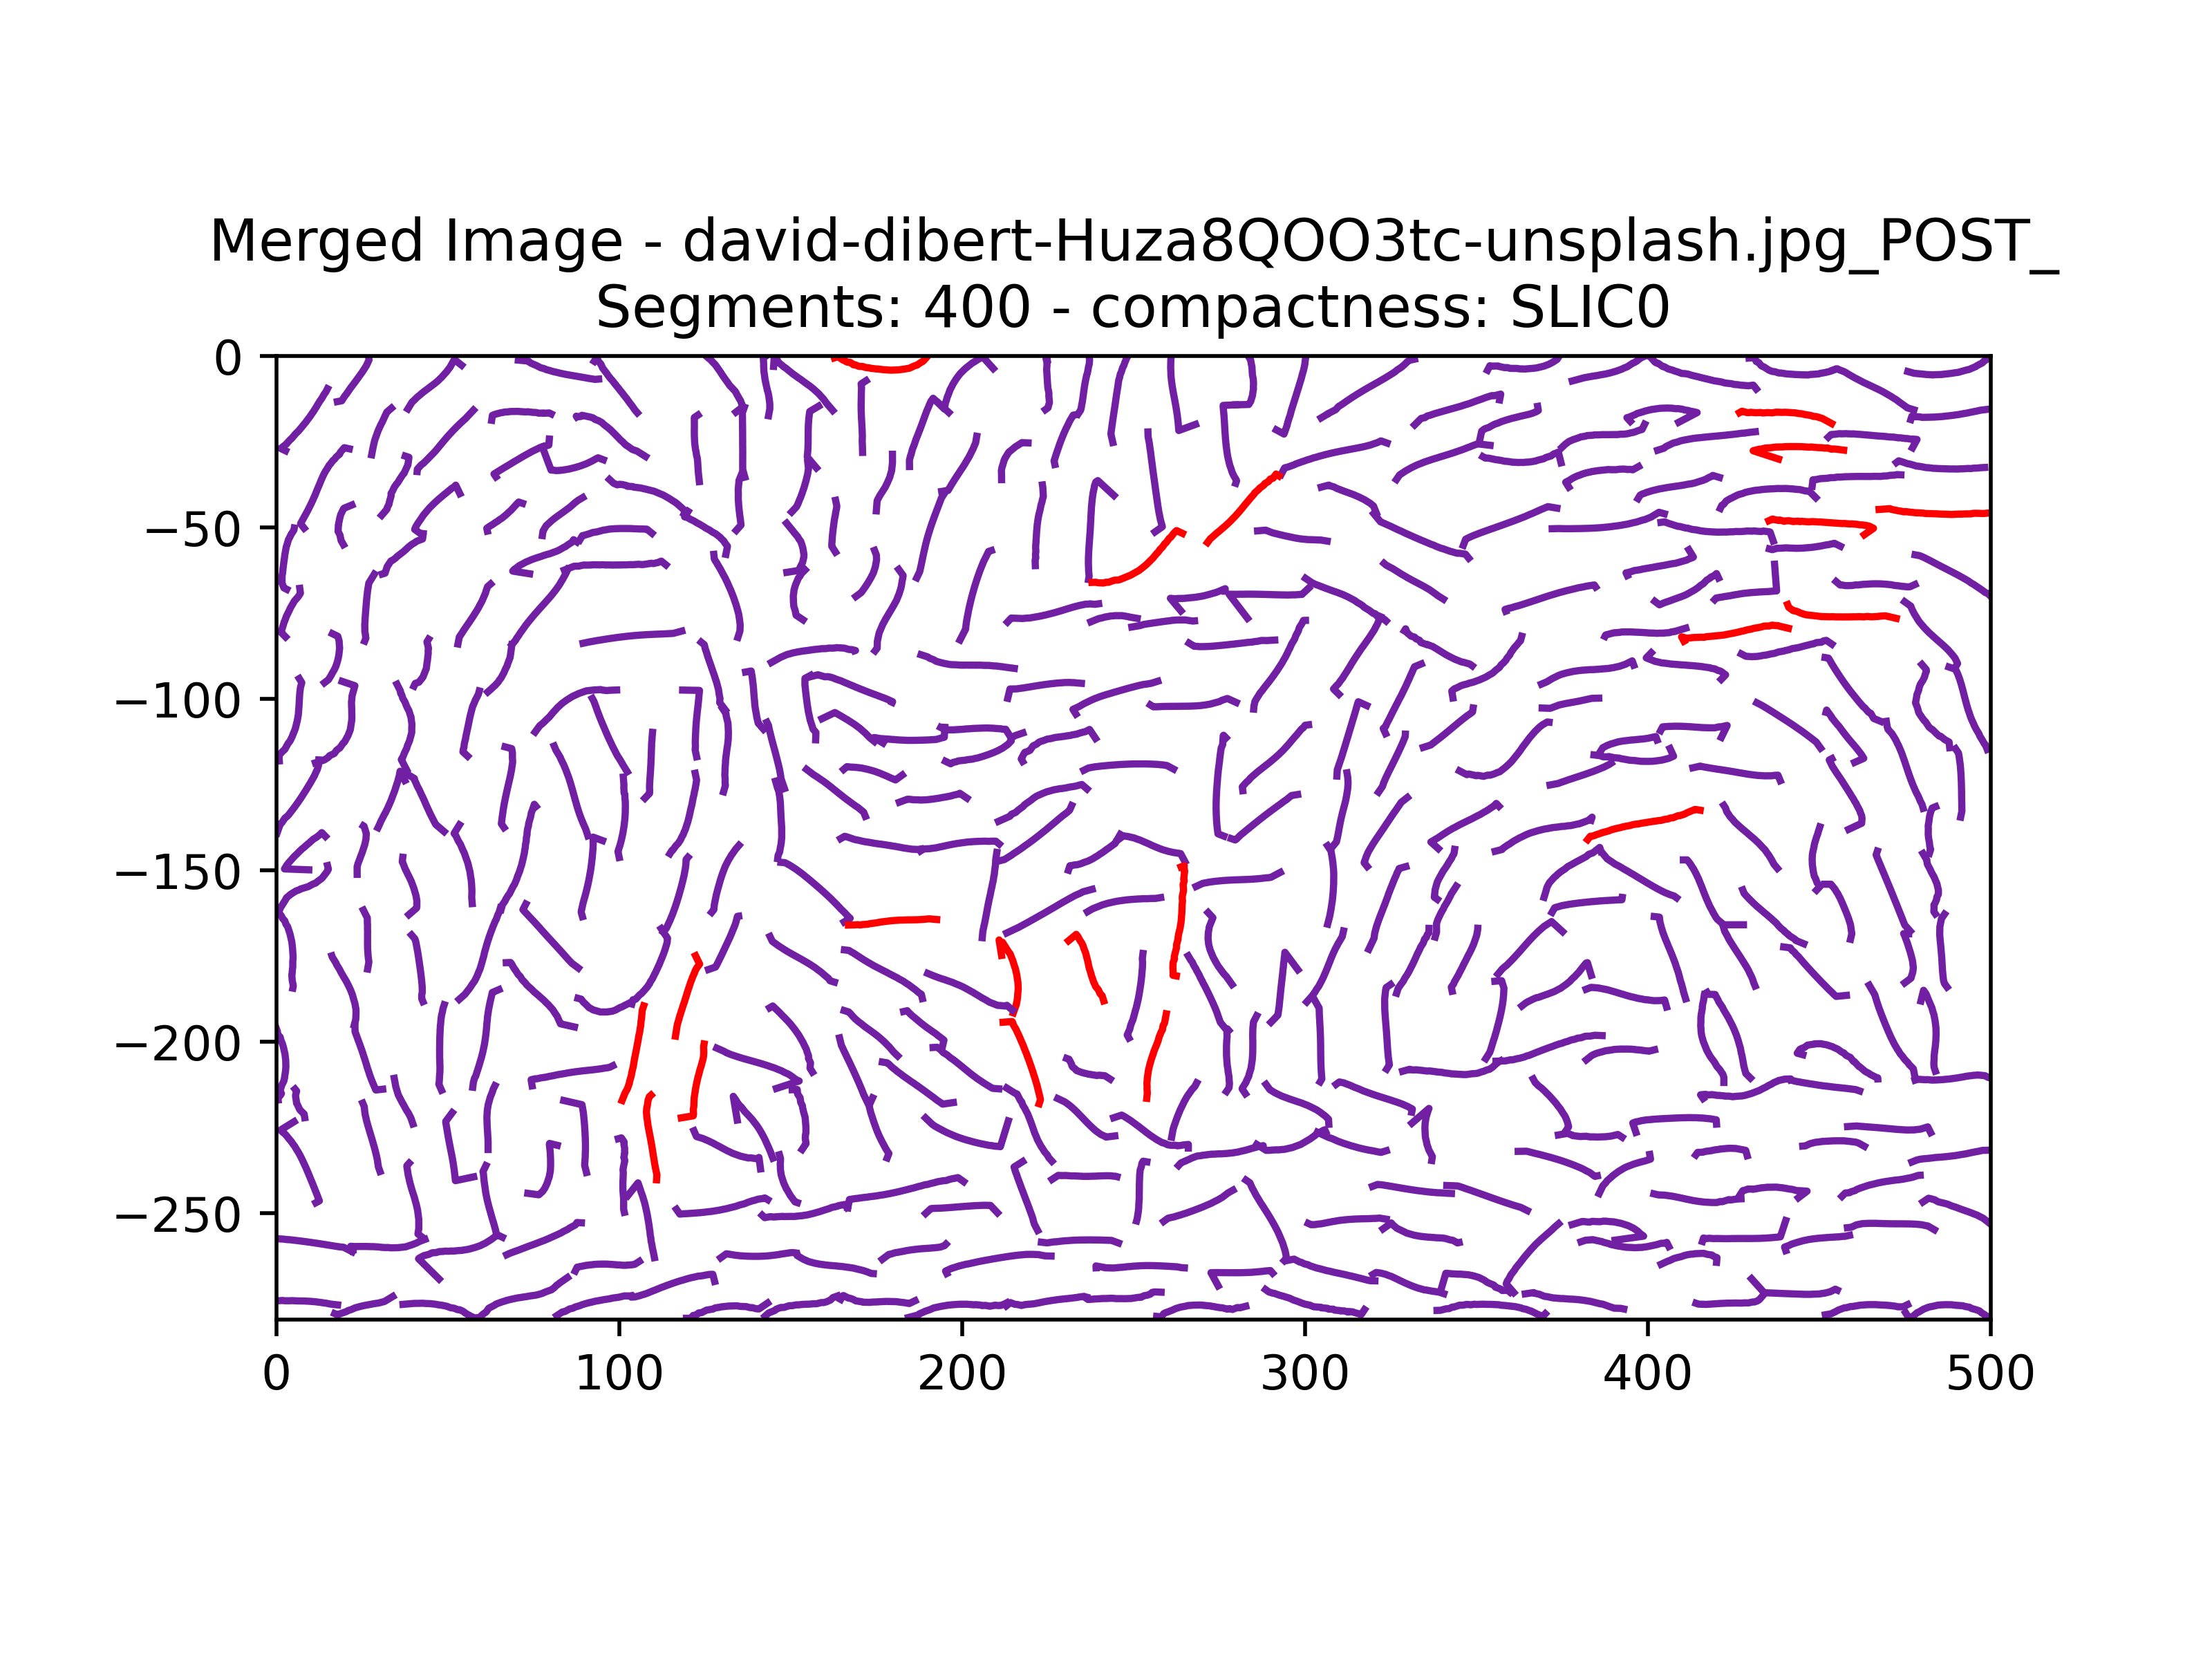 Merged Image - david-dibert-Huza8QOO3tc-unsplash.jpg_POST_
Segments: 400 - compactness: SLIC0
0
−50
−100
−150
−200
−250
0 100 200 300 400 500